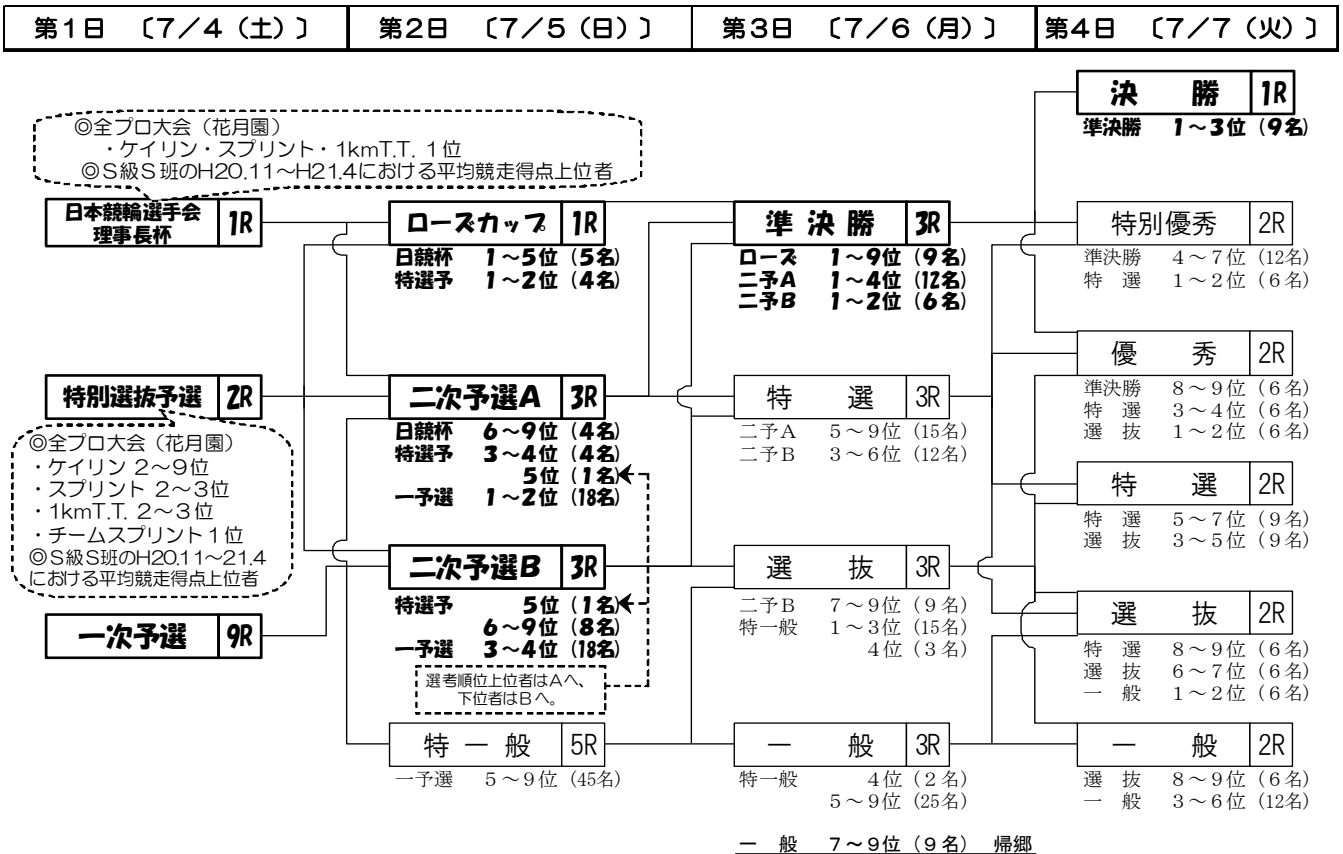 第1日 〔7/4(土)〕
第2日 〔7/5(日)〕
第3日 〔7/6(月)〕
第4日 〔7/7(火)〕
◎全プロ大会(花月園)
・ケイリン・スプリント・1kmT.T. 1位
◎S級S班のH20.11~H21.4における平均競走得点上位者
日本競輪選手会
理事長杯 1R
特別選抜予選 2R
◎全プロ大会(花月園)
・ケイリン 2~9位
・スプリント 2~3位
・1kmT.T. 2~3位
・チームスプリント1位
◎S級S班のH20.11~21.4
における平均競走得点上位者
一次予選 9R
ローズカップ 1R
日競杯 1~5位(5名)
特選予 1~2位(4名)
二次予選A 3R
日競杯 6~9位(4名)
特選予 3~4位(4名)
5位(1名)
一予選 1~2位(18名)
二次予選B 3R
特選予 5位(1名)
6~9位(8名)
一予選 3~4位(18名)
選考順位上位者はAへ、
下位者はBへ。
特一般 5R
一予選 5~9位(45名)
準決勝 3R
ローズ 1~9位(9名)
二予A 1~4位(12名)
二予B 1~2位(6名)
特選 3R
二予A 5~9位(15名)
二予B 3~6位(12名)
選抜 3R
二予B 7~9位(9名)
特一般 1~3位(15名)
4位(3名)
一般 3R
特一般 4位(2名)
5~9位(25名)
一般 7~9位(9名) 帰郷
決勝 1R
準決勝 1~3位(9名)
特別優秀 2R
準決勝 4~7位(12名)
特選 1~2位(6名)
優秀 2R
準決勝 8~9位(6名)
特選 3~4位(6名)
選抜 1~2位(6名)
特選 2R
特選 5~7位(9名)
選抜 3~5位(9名)
選抜 2R
特選 8~9位(6名)
選抜 6~7位(6名)
一般 1~2位(6名)
一般 2R
選抜 8~9位(6名)
一般 3~6位(12名)